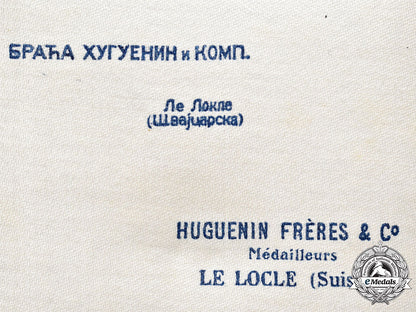 БРАЋА ХУГУЕНИН и КОМП.
Ле Локле
(Швајцарска)
HUGUENIN FRÈRES & Co
Médailleurs
LE LOCLE (Suis
eMedals